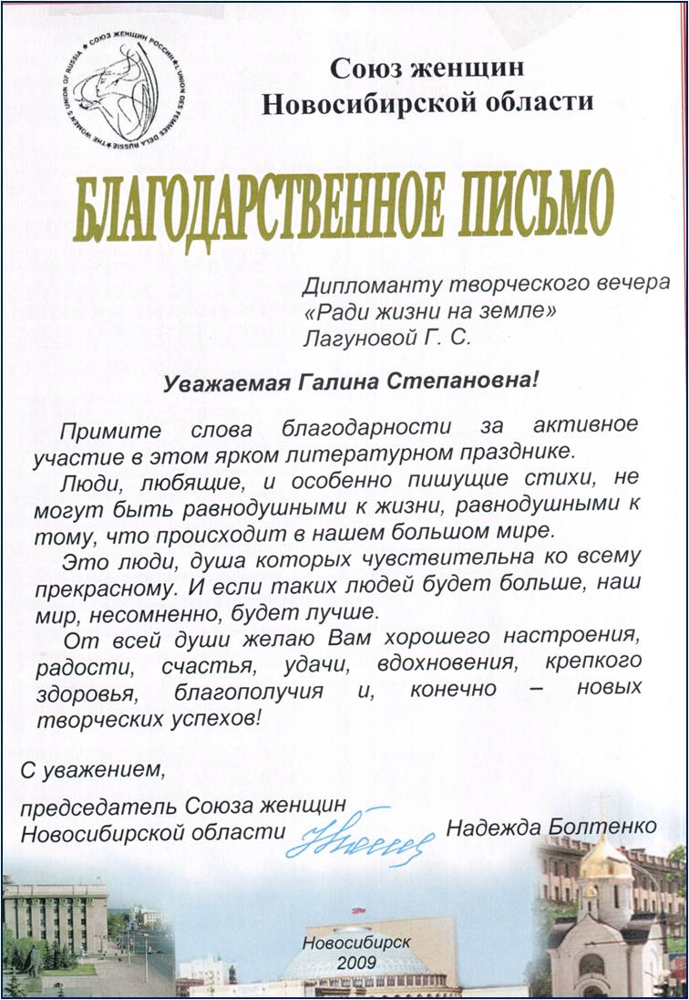 ★ СОЮЗ ЖЕНЩИН РОССИИ ★ L'UNION DES FEMMES DE LA RUSSIE ★ THE WOMEN'S UNION OF RUSSIA
Союз женщин
Новосибирской области
БЛАГОДАРСТВЕННОЕ ПИСЬМО
Дипломанту творческого вечера
«Ради жизни на земле»
Лагуновой Г. С.
Уважаемая Галина Степановна!
Примите слова благодарности за активное
участие в этом ярком литературном празднике.
Люди, любящие, и особенно пишущие стихи, не
могут быть равнодушными к жизни, равнодушными к
тому, что происходит в нашем большом мире.
Это люди, душа которых чувствительна ко всему
прекрасному. И если таких людей будет больше, наш
мир, несомненно, будет лучше.
От всей души желаю Вам хорошего настроения,
радости, счастья, удачи, вдохновения, крепкого
здоровья, благополучия и, конечно – новых
творческих успехов!
С уважением,
председатель Союза женщин
Новосибирской области Надежда Болтенко
Новосибирск
2009